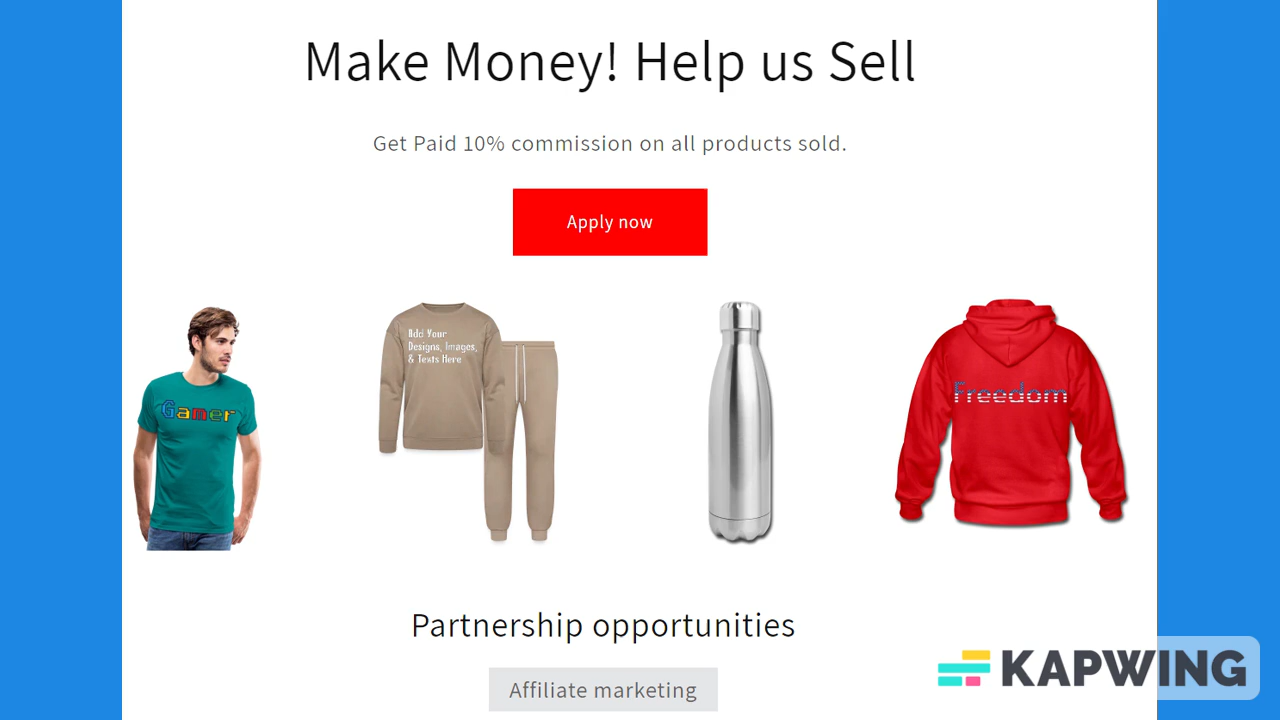 Make Money! Help us Sell
Get Paid 10% commission on all products sold.
Apply now
Gamer
Add Your
Designs, Images,
& Texts Here
Freedom
Partnership opportunities
Affiliate marketing
KAPWING